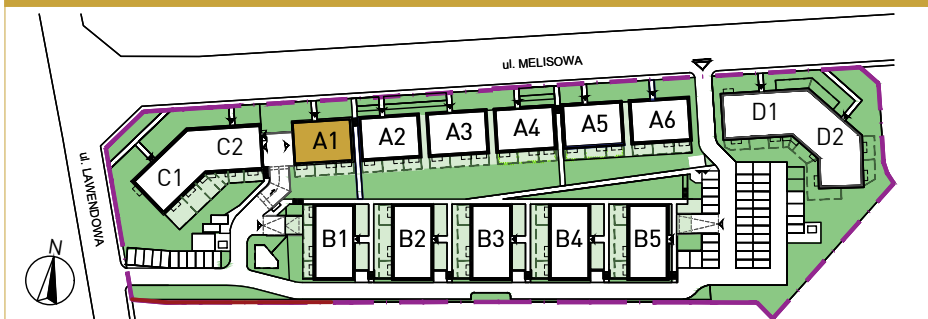 ul. MELISOWA
D1
D2
A1
A2
A3
A4
A5
A6
C2
C1
ul. LAWENDOWA
B1
B2
B3
B4
B5
N